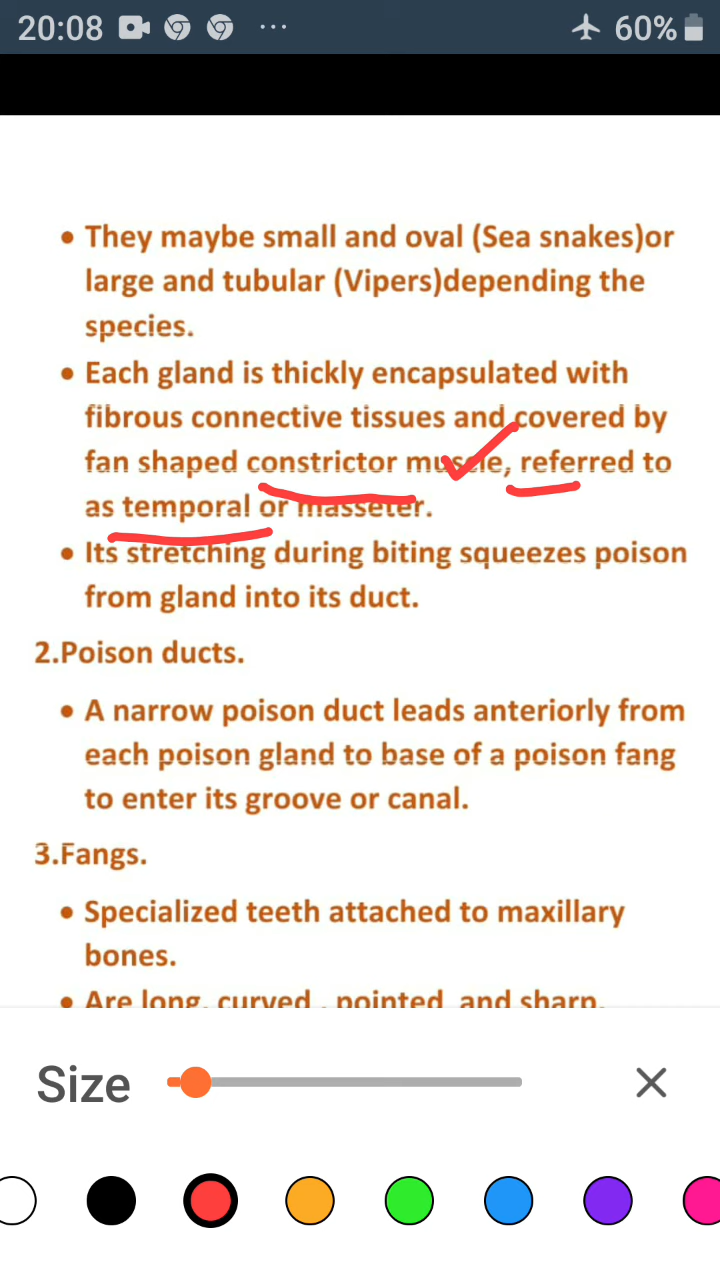 20:08 ... 60%
• They maybe small and oval (Sea snakes)or
large and tubular (Vipers)depending the
species.
• Each gland is thickly encapsulated with
fibrous connective tissues and covered by
fan shaped constrictor muscle, referred to
as temporal or masseter.
• Its stretching during biting squeezes poison
from gland into its duct.
2.Poison ducts.
• A narrow poison duct leads anteriorly from
each poison gland to base of a poison fang
to enter its groove or canal.
3.Fangs.
• Specialized teeth attached to maxillary
bones.
• Are long, curved , pointed and sharp.
Size